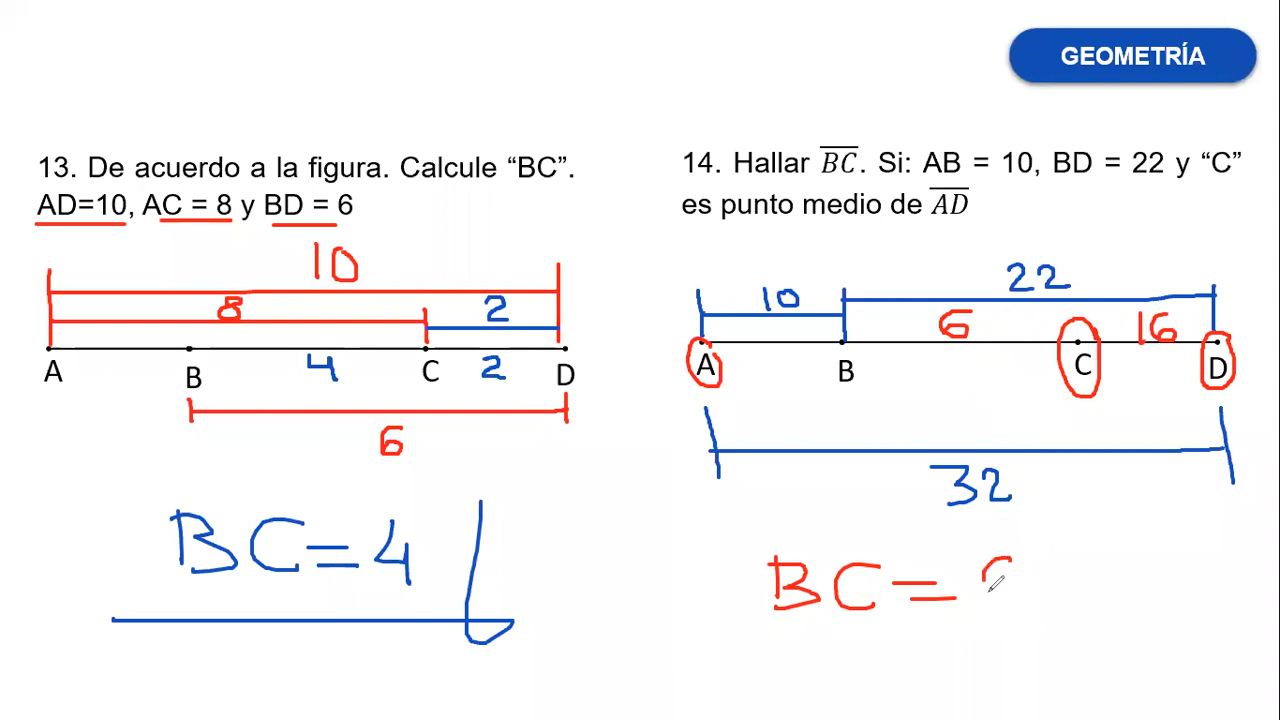 GEOMETRÍA
13. De acuerdo a la figura. Calcule “BC”.
AD=10, AC = 8 y BD = 6
10
8
2
A B 4 C 2 D
6
BC=4
14. Hallar BC. Si: AB = 10, BD = 22 y “C”
es punto medio de AD
22
10
6 16
A B C D
32
BC=